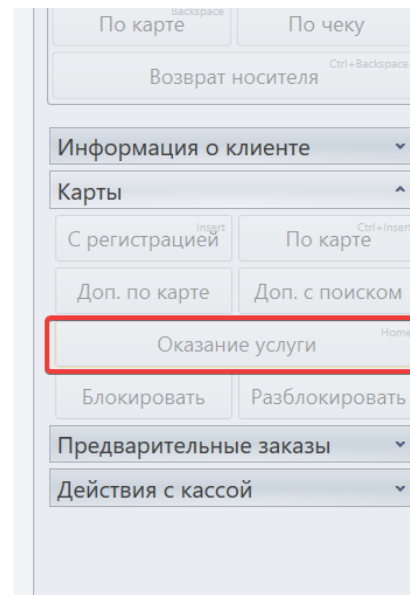 Backspace
По карте
По чеку
Ctrl+Backspace
Возврат носителя
Информация о клиенте
Карты
Insert
С регистрацией
Ctrl+Insert
По карте
Доп. по карте
Доп. с поиском
Home
Оказание услуги
Блокировать
Разблокировать
Предварительные заказы
Действия с кассой